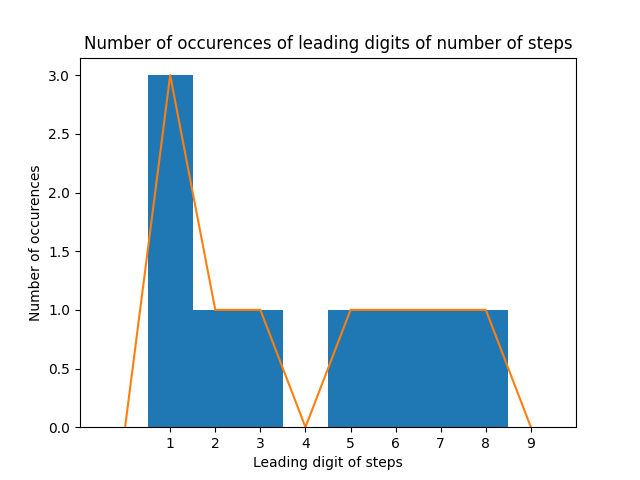 Number of occurences of leading digits of number of steps
3.0
2.5
2.0
1.5
1.0
0.5
0.0
Number of occurences
1 2 3 4 5 6 7 8 9
Leading digit of steps